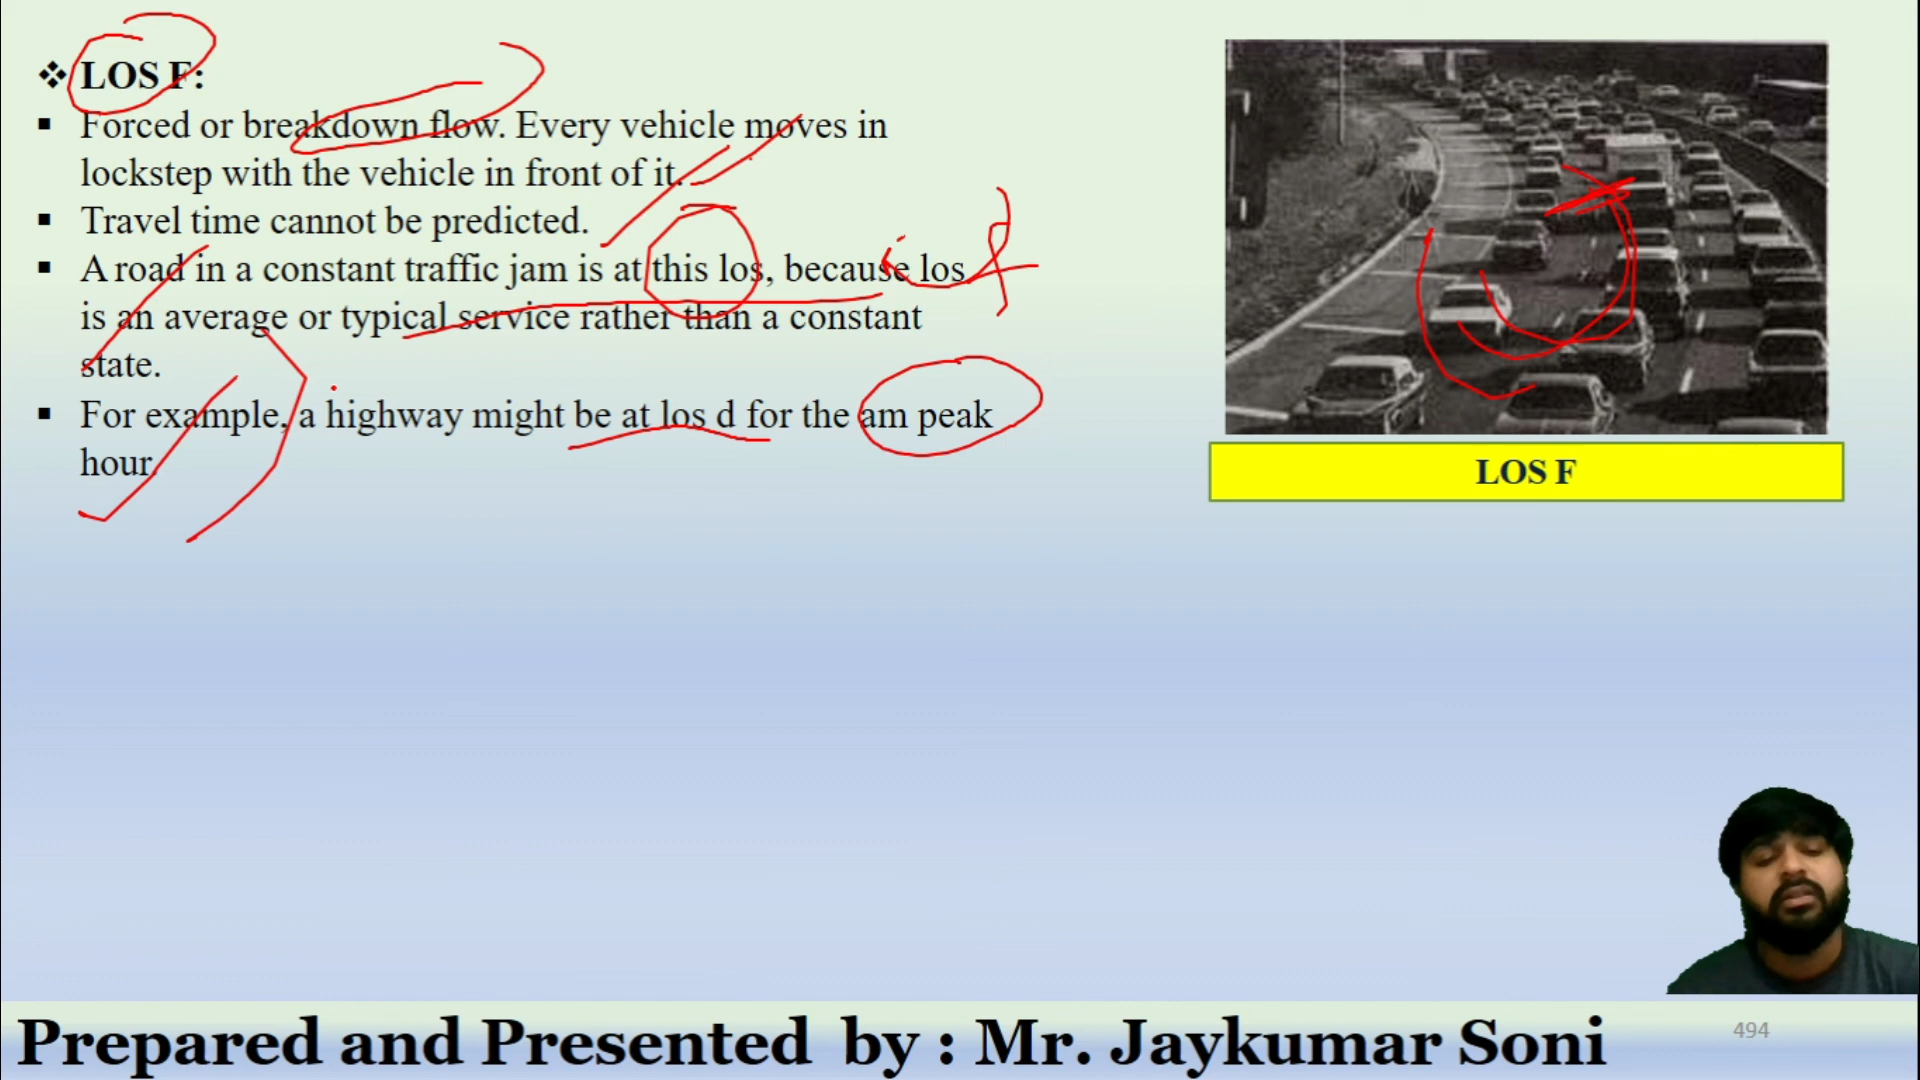 ❖ LOS F:
▪ Forced or breakdown flow. Every vehicle moves in
lockstep with the vehicle in front of it.
▪ Travel time cannot be predicted.
▪ A road in a constant traffic jam is at this los, because los
is an average or typical service rather than a constant
state.
▪ For example, a highway might be at los d for the am peak
hour.
LOS F
Prepared and Presented by : Mr. Jaykumar Soni
494